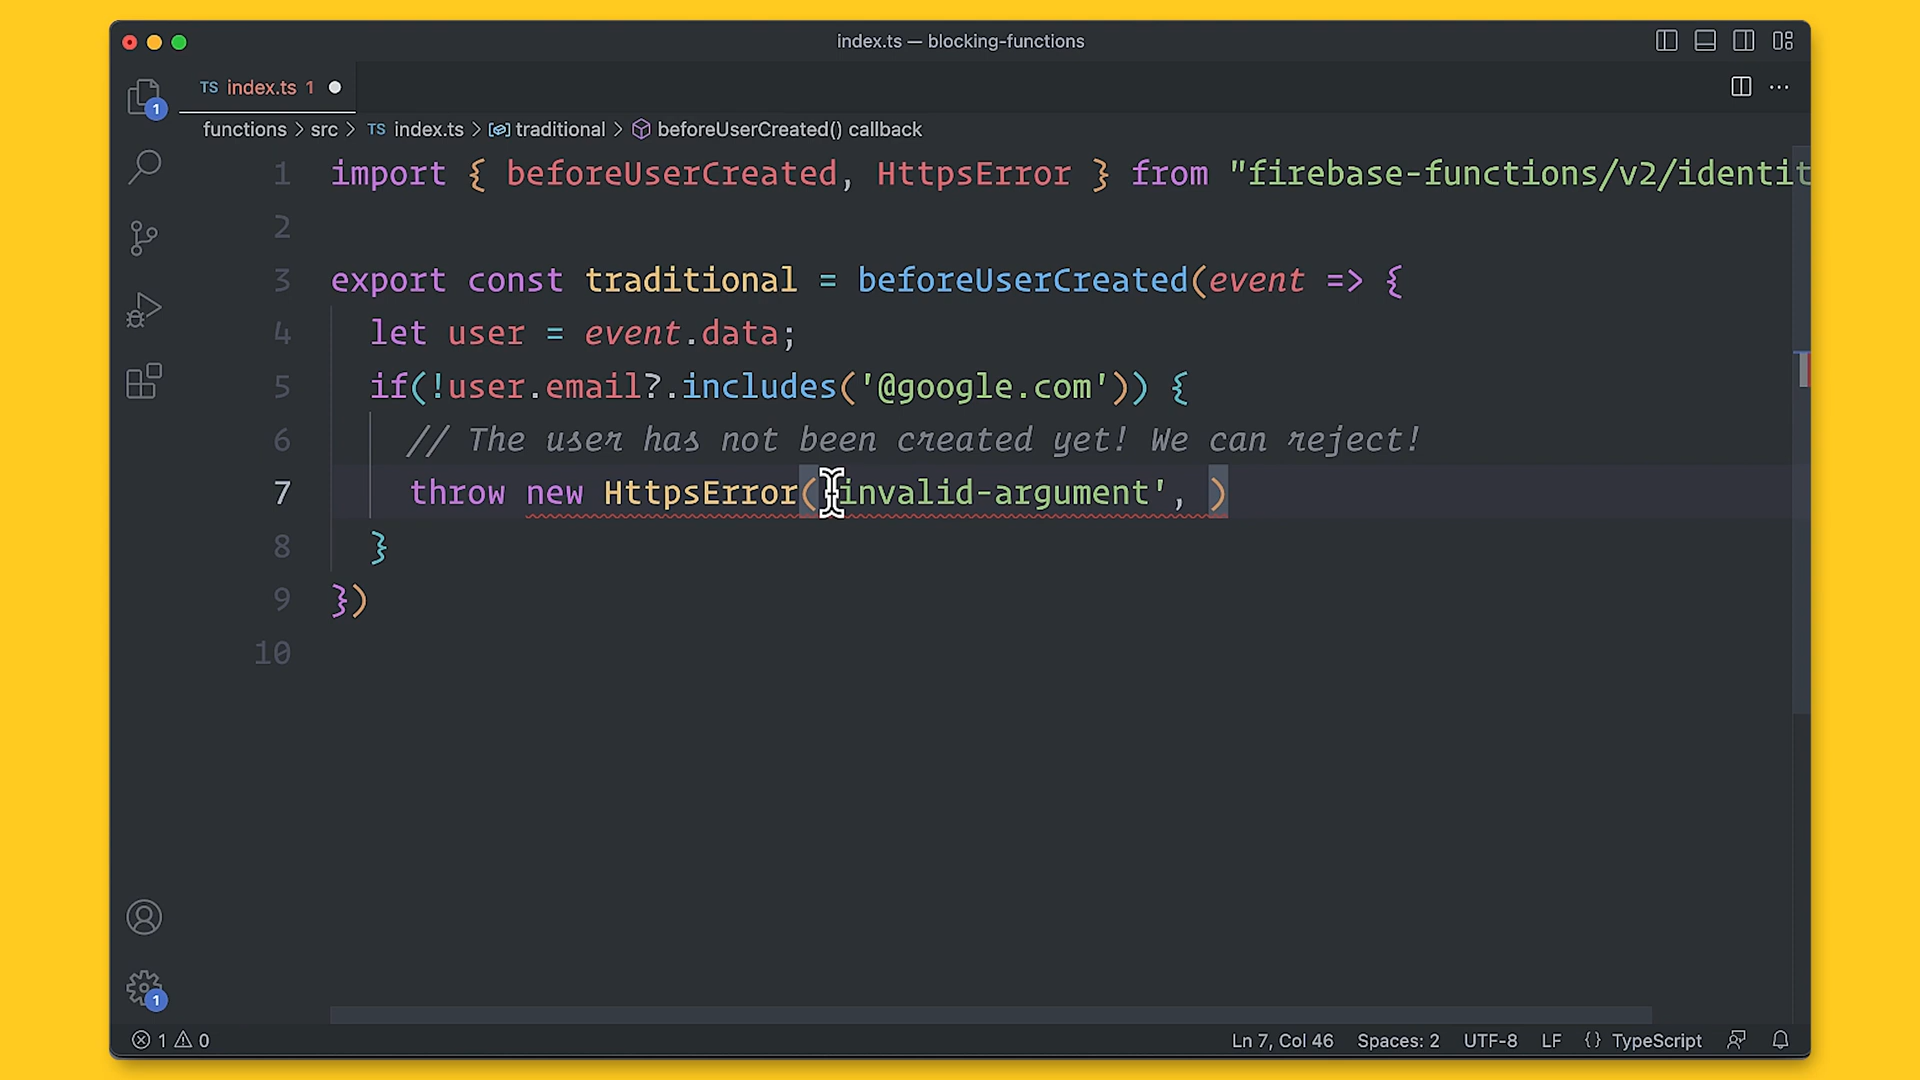 index.ts — blocking-functions
TS index.ts 1
1
functions > src > TS index.ts > traditional > beforeUserCreated() callback
1 import { beforeUserCreated, HttpsError } from "firebase-functions/v2/identit
2
3 export const traditional = beforeUserCreated(event => {
4 let user = event.data;
5 if(!user.email?.includes('@google.com')) {
6 // The user has not been created yet! We can reject!
7 throw new HttpsError('invalid-argument', )
8 }
9 })
10
1
1 0 Ln 7, Col 46 Spaces: 2 UTF-8 LF {} TypeScript